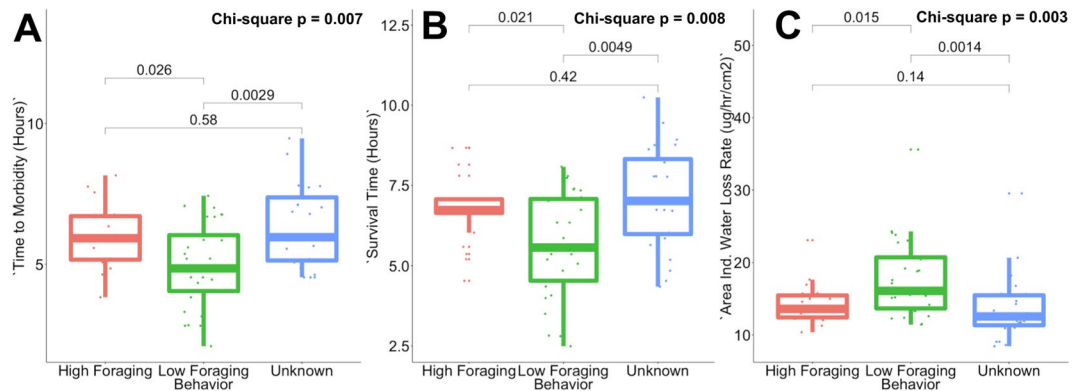 A
Chi-square p = 0.007
0.026
0.0029
0.58
`Time to Morbidity (Hours)`
10
5
High Foraging Low Foraging Unknown
Behavior
B
Chi-square p = 0.008
0.021
0.0049
0.42
`Survival Time (Hours)`
12.5
10.0
7.5
5.0
2.5
High Foraging Low Foraging Unknown
Behavior
C
Chi-square p = 0.003
0.015
0.0014
0.14
`Area Ind. Water Loss Rate (ug/hr/cm2)`
50
40
30
20
10
High Foraging Low Foraging Unknown
Behavior